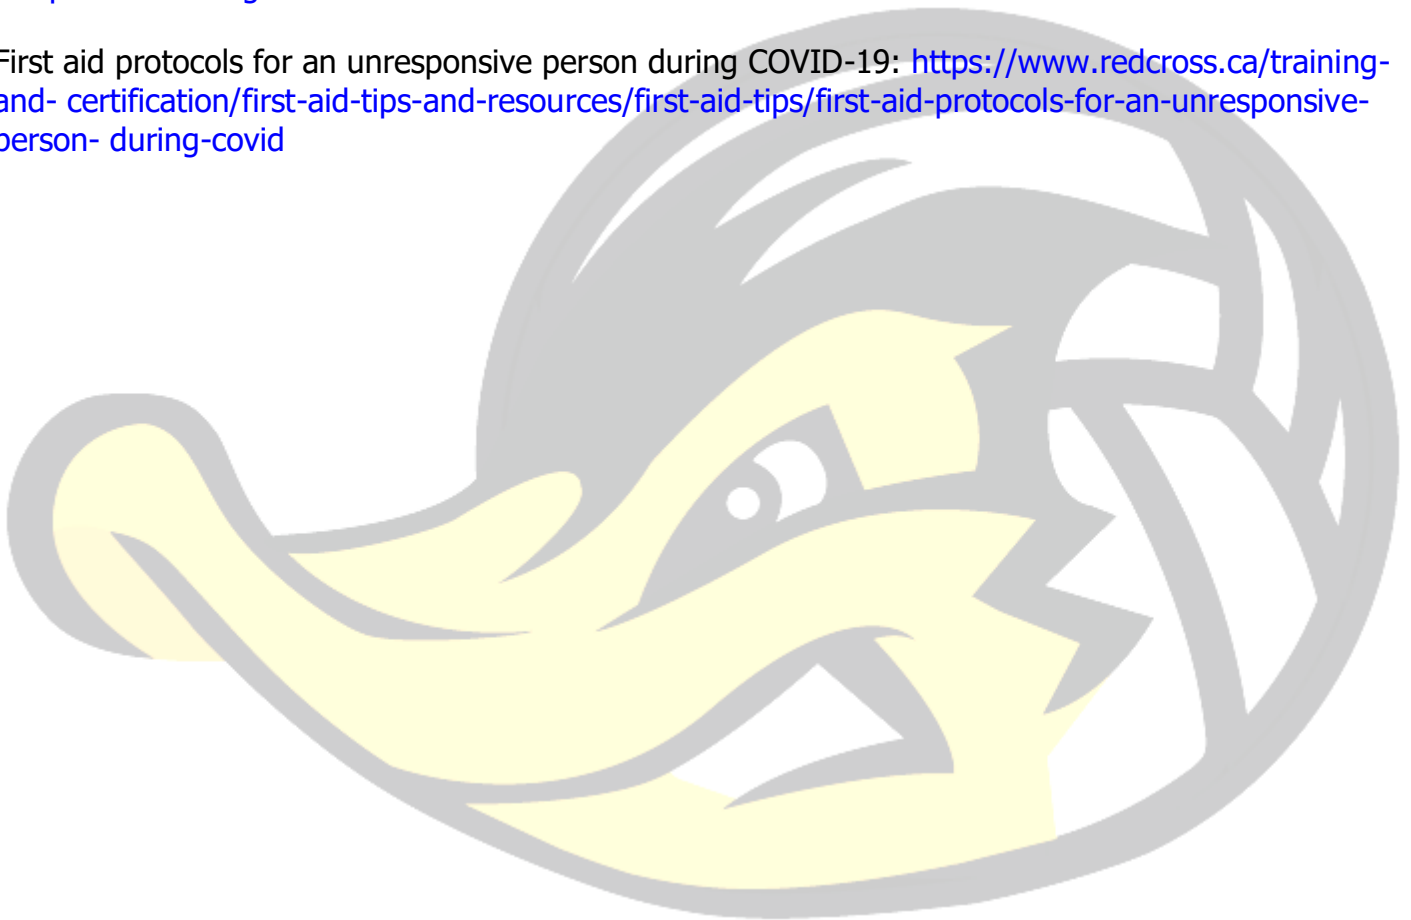 First aid protocols for an unresponsive person during COVID-19: https://www.redcross.ca/training-
and- certification/first-aid-tips-and-resources/first-aid-tips/first-aid-protocols-for-an-unresponsive-
person- during-covid